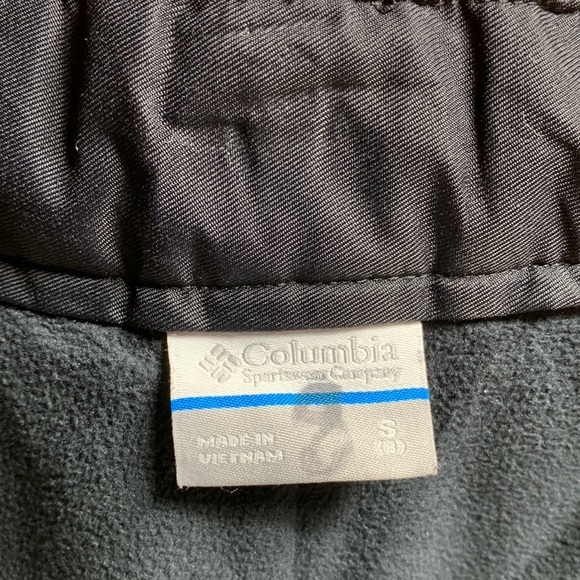 Columbia
Sportswear Company
MADE IN
VIETNAM
S
(8)